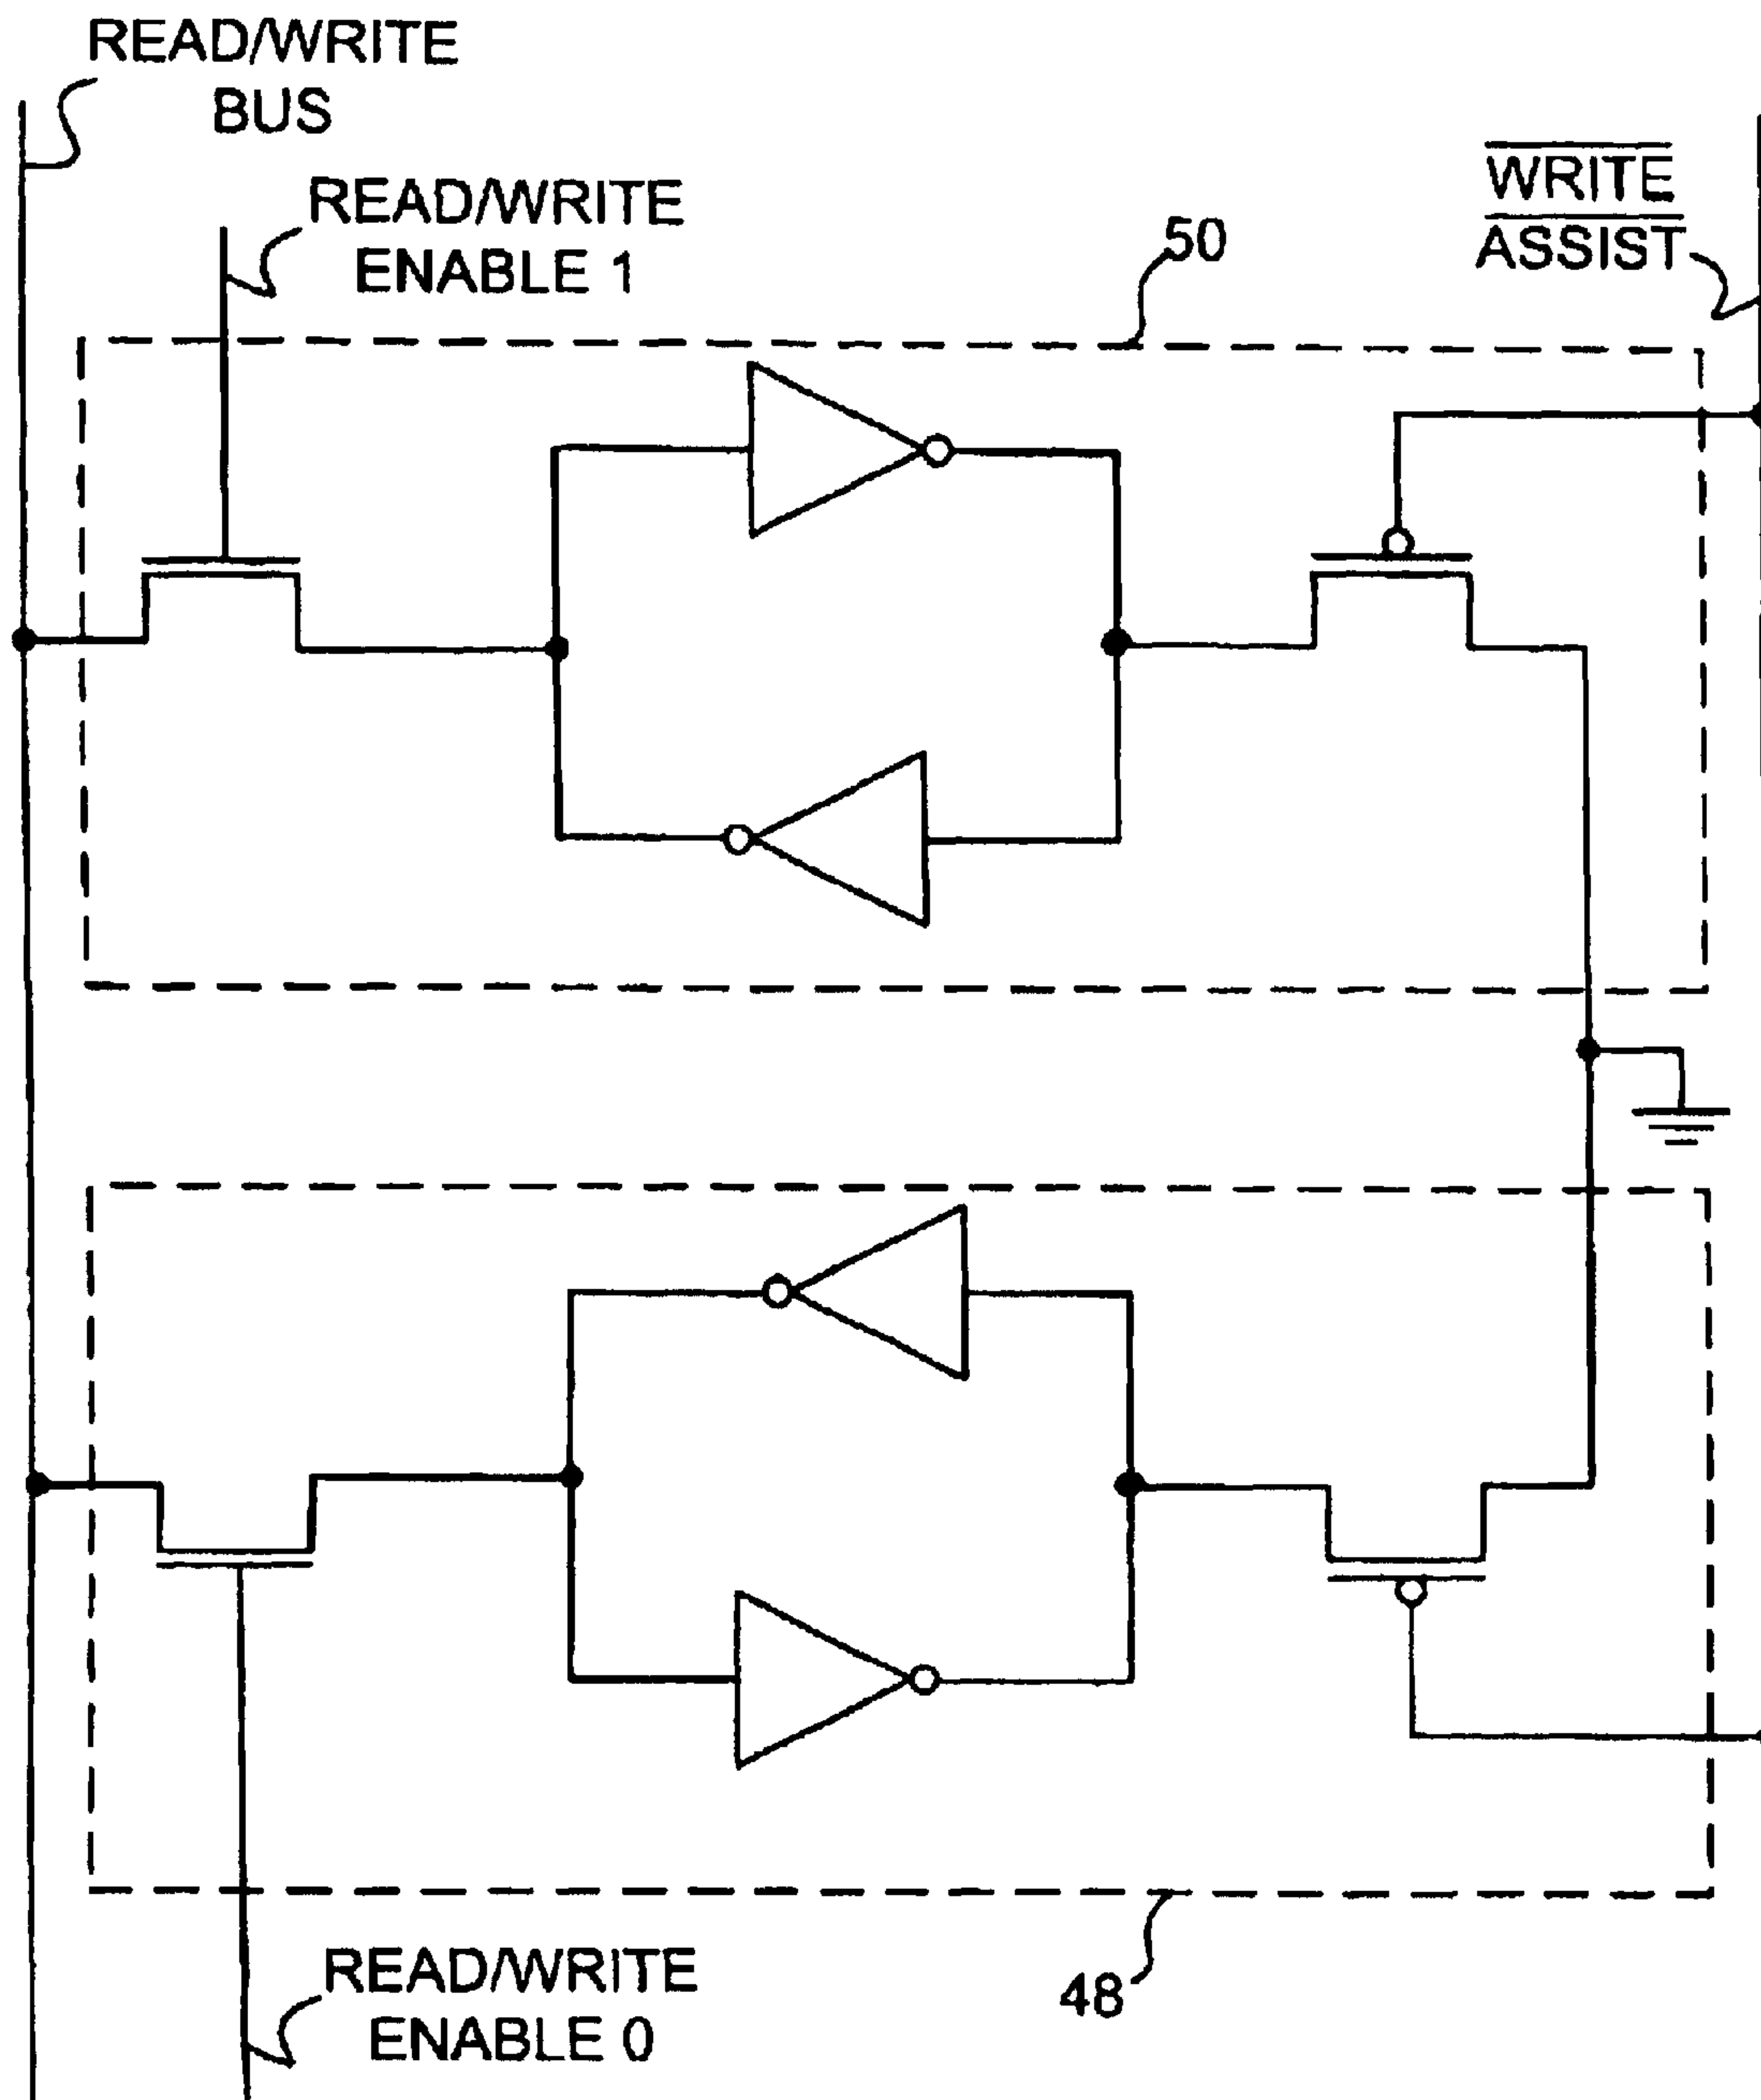 READ/WRITE
BUS
READ/WRITE
ENABLE 1
50
WRITE
ASSIST
READ/WRITE
ENABLE 0
48